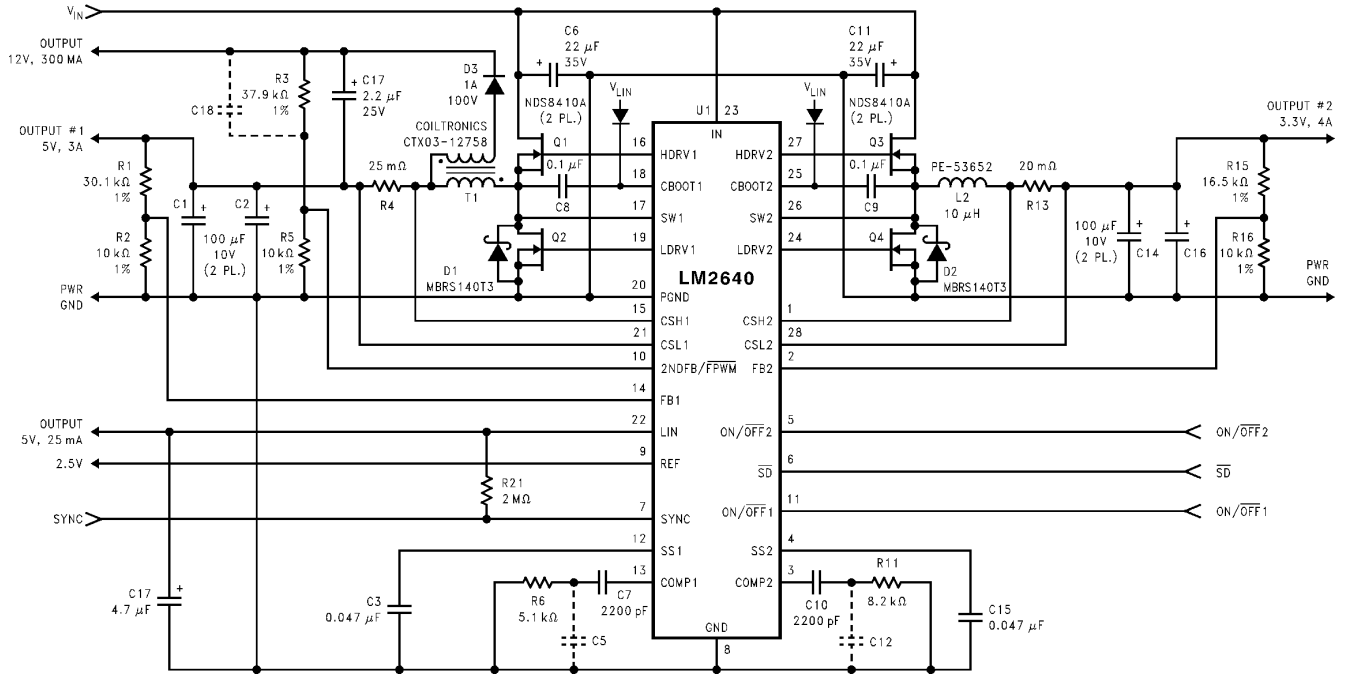 V_IN
OUTPUT
12V, 300 MA
C18
R3
37.9 kΩ
1%
+
C17
2.2 μF
25V
D3
1A
100V
C6
22 μF
35V
+
C11
22 μF
35V
+
NDS8410A
(2 PL.)
V_LIN
U1
23
IN
V_LIN
NDS8410A
(2 PL.)
OUTPUT #1
5V, 3A
COILTRONICS
CTX03-12758
T1
R1
30.1 kΩ
1%
25 mΩ
R4
Q1
0.1 μF
C8
16
HDRV1
18
CBOOT1
17
SW1
19
LDRV1
27
HDRV2
25
CBOOT2
26
SW2
24
LDRV2
Q3
0.1 μF
C9
PE-53652
L2
10 μH
20 mΩ
R13
OUTPUT #2
3.3V, 4A
R15
16.5 kΩ
1%
C1
+
C2
+
100 μF
10V
(2 PL.)
R2
10 kΩ
1%
R5
10 kΩ
1%
Q2
D1
MBRS140T3
LM2640
Q4
D2
MBRS140T3
100 μF
10V
(2 PL.)
+
C14
+
C16
R16
10 kΩ
1%
PWR
GND
PWR
GND
20
PGND
15
CSH1
21
CSL1
10
2NDFB/FPWM
14
FB1
1
CSH2
28
CSL2
2
FB2
OUTPUT
5V, 25 mA
22
LIN
5
ON/OFF2
ON/OFF2
2.5V
9
REF
6
SD
SD
R21
2 MΩ
SYNC
7
SYNC
11
ON/OFF1
ON/OFF1
12
SS1
4
SS2
13
COMP1
3
COMP2
C17
4.7 μF
+
C3
0.047 μF
R6
5.1 kΩ
C7
2200 pF
C5
GND
8
C10
2200 pF
R11
8.2 kΩ
C12
C15
0.047 μF